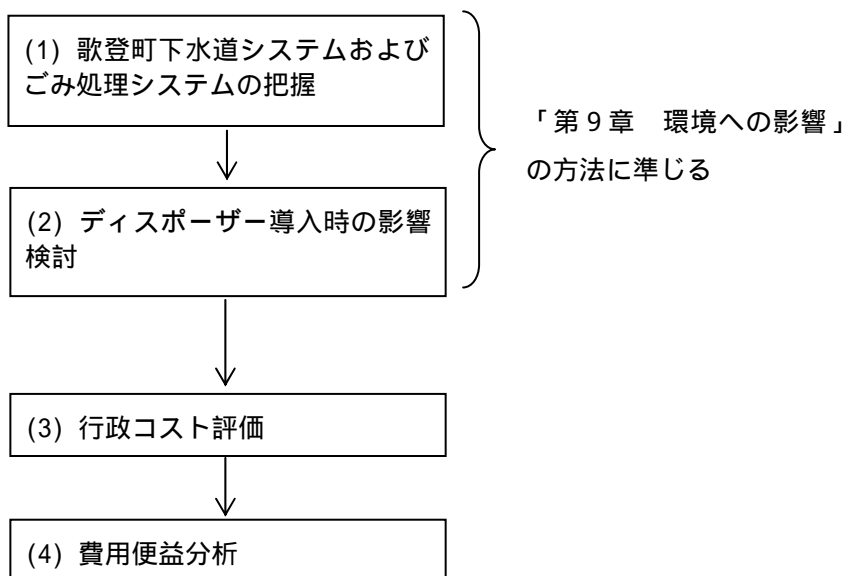 (1) 歌登町下水道システムおよび
ごみ処理システムの把握
「第9章　環境への影響」
の方法に準じる
(2) ディスポーザー導入時の影響
検討
(3) 行政コスト評価
(4) 費用便益分析